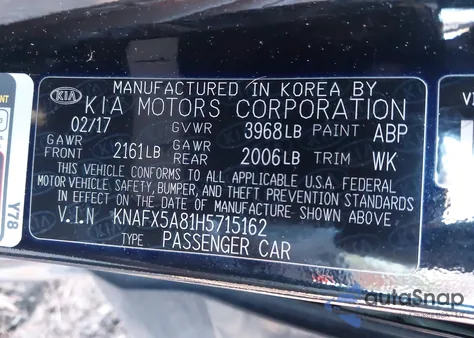 MANUFACTURED IN KOREA BY
KIA KIA MOTORS CORPORATION
02/17 GVWR 3968LB PAINT ABP
GAWR FRONT 2161LB GAWR REAR 2006LB TRIM WK
THIS VEHICLE CONFORMS TO ALL APPLICABLE U.S.A. FEDERAL
MOTOR VEHICLE SAFETY, BUMPER, AND THEFT PREVENTION STANDARDS
IN EFFECT ON THE DATE OF MANUFACTURE SHOWN ABOVE.
V.I.N KNAFX5A81H5715162
TYPE PASSENGER CAR
Y78
autoSnap